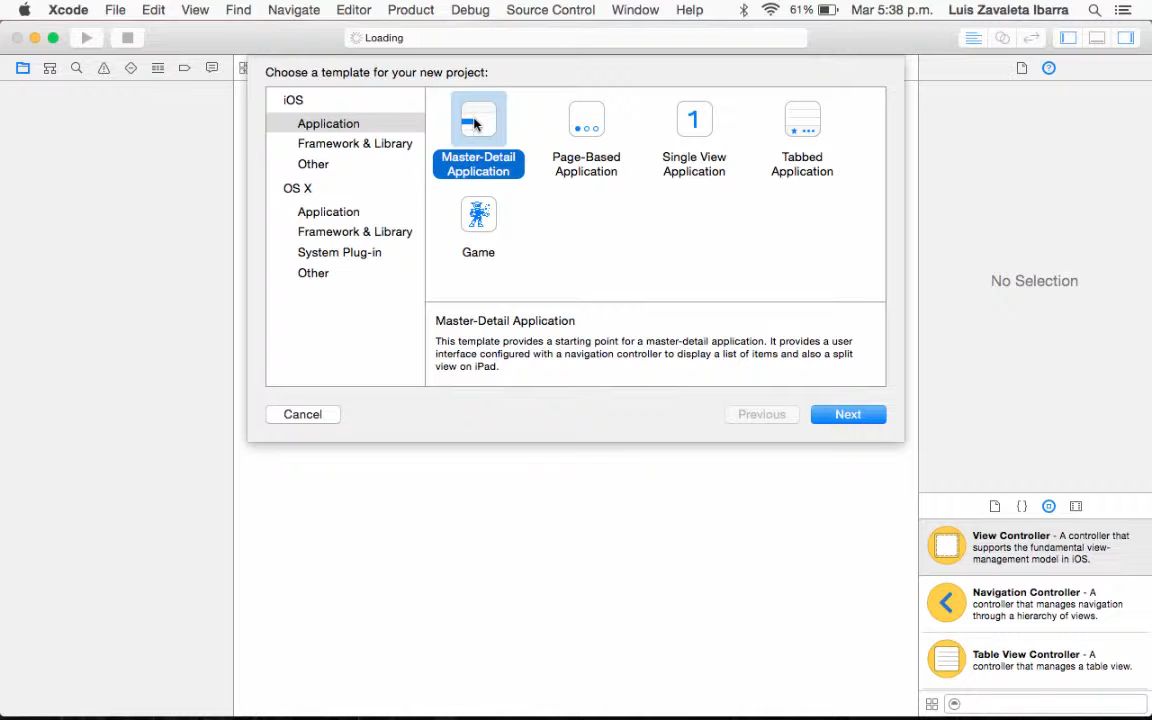 Xcode File Edit View Find Navigate Editor Product Debug Source Control Window Help 61% Mar 5:38 p.m. Luis Zavaleta Ibarra
Loading
Choose a template for your new project:
iOS
Application
Framework & Library
Other
OS X
Application
Framework & Library
System Plug-in
Other
Master-Detail
Application
Page-Based
Application
1
Single View
Application
Tabbed
Application
Game
Master-Detail Application
This template provides a starting point for a master-detail application. It provides a user
interface configured with a navigation controller to display a list of items and also a split
view on iPad.
Cancel
Previous
Next
No Selection
{}
View Controller - A controller that
supports the fundamental view-
management model in iOS.
Navigation Controller - A
controller that manages navigation
through a hierarchy of views.
Table View Controller - A
controller that manages a table view.